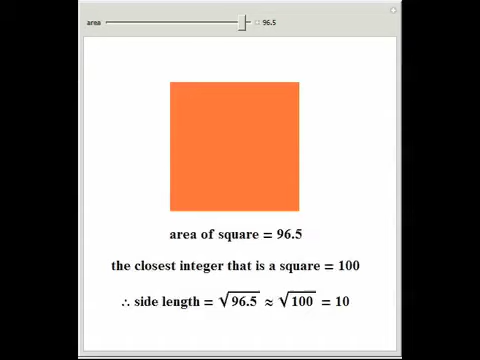 area 96.5
area of square = 96.5
the closest integer that is a square = 100
∴ side length = √96.5 ≈ √100 = 10